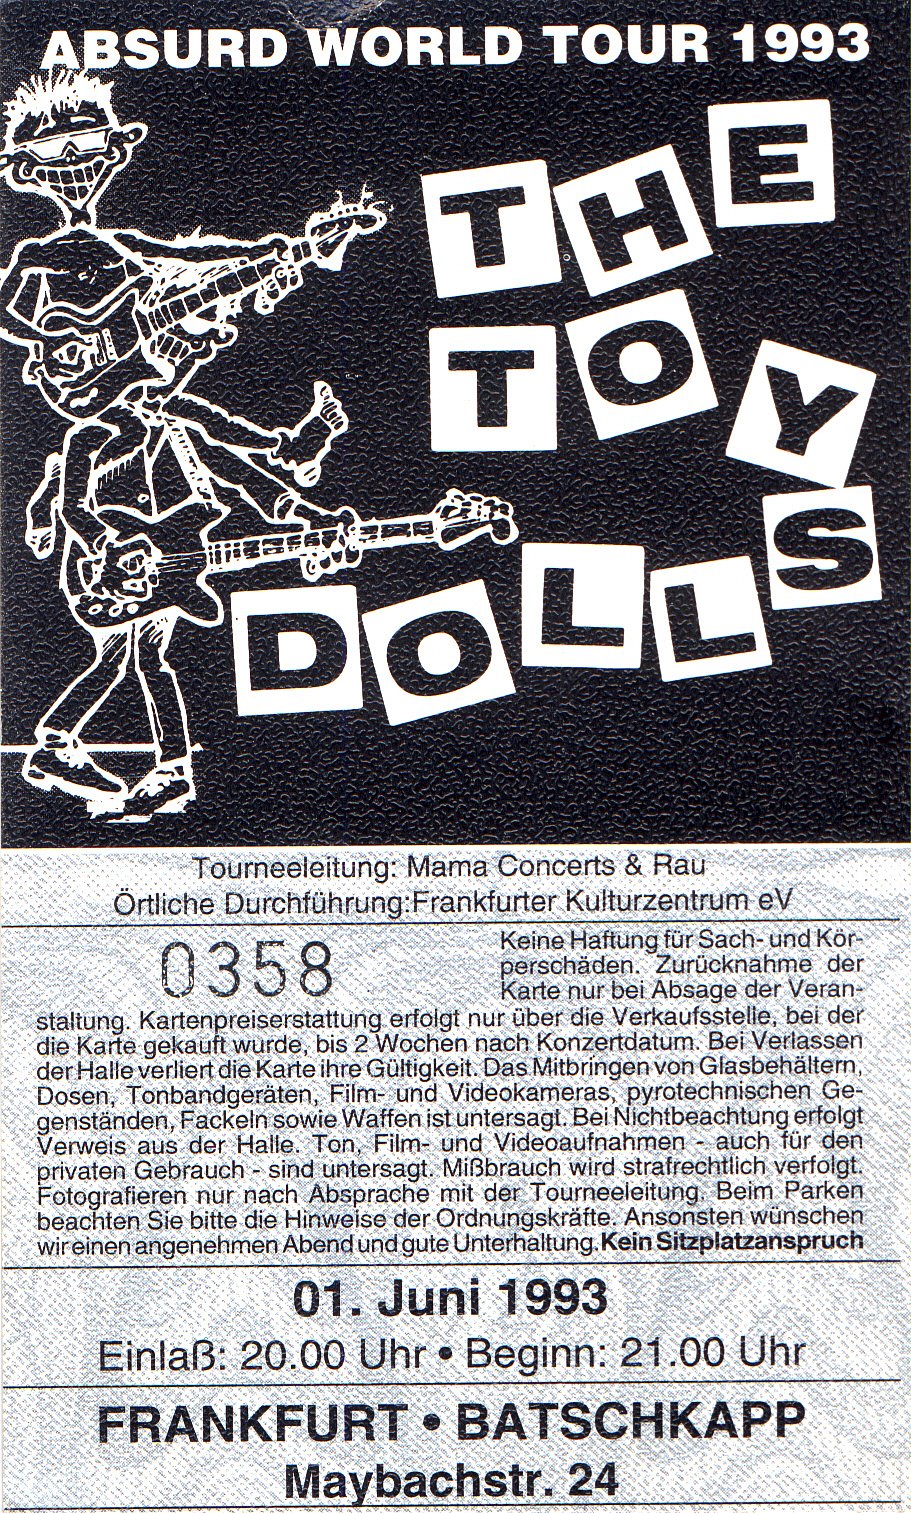 ABSURD WORLD TOUR 1993
THE
TOY
DOLLS
Tourneeleitung: Mama Concerts & Rau
Örtliche Durchführung:Frankfurter Kulturzentrum eV
0358
Keine Haftung für Sach- und Kör-
perschäden. Zurücknahme der
Karte nur bei Absage der Veran-
staltung. Kartenpreiserstattung erfolgt nur über die Verkaufsstelle, bei der
die Karte gekauft wurde, bis 2 Wochen nach Konzertdatum. Bei Verlassen
der Halle verliert die Karte ihre Gültigkeit. Das Mitbringen von Glasbehältern,
Dosen, Tonbandgeräten, Film- und Videokameras, pyrotechnischen Ge-
genständen, Fackeln sowie Waffen ist untersagt. Bei Nichtbeachtung erfolgt
Verweis aus der Halle. Ton, Film- und Videoaufnahmen - auch für den
privaten Gebrauch - sind untersagt. Mißbrauch wird strafrechtlich verfolgt.
Fotografieren nur nach Absprache mit der Tourneeleitung. Beim Parken
beachten Sie bitte die Hinweise der Ordnungskräfte. Ansonsten wünschen
wir einen angenehmen Abend und gute Unterhaltung. Kein Sitzplatzanspruch
01. Juni 1993
Einlaß: 20.00 Uhr • Beginn: 21.00 Uhr
FRANKFURT • BATSCHKAPP
Maybachstr. 24